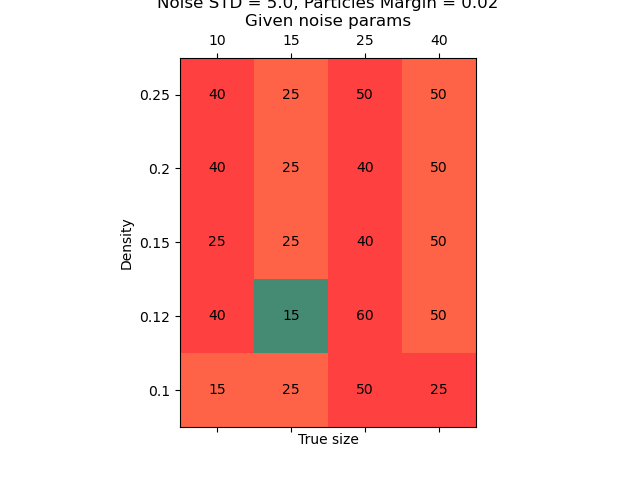 Noise STD = 5.0, Particles Margin = 0.02
Given noise params
10 15 25 40
0.25 40 25 50 50
0.2 40 25 40 50
0.15 25 25 40 50
0.12 40 15 60 50
0.1 15 25 50 25
Density
True size